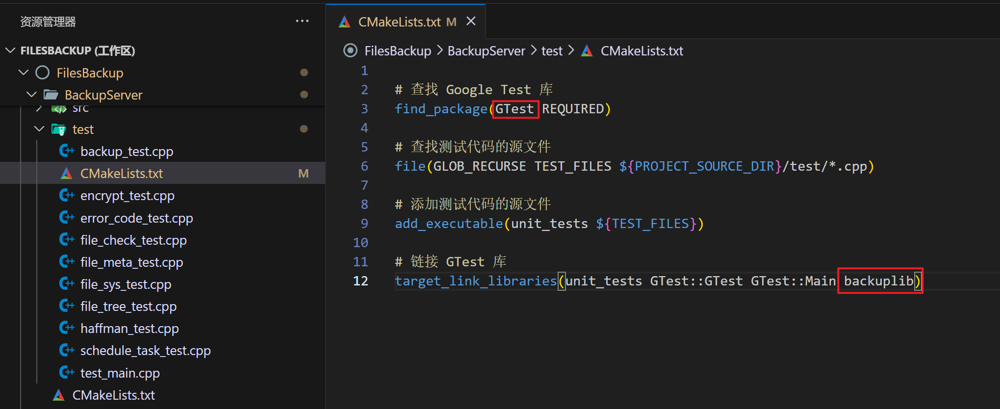 资源管理器 ···
FILESBACKUP (工作区)
FilesBackup
BackupServer
src
test
backup_test.cpp
CMakeLists.txt M
encrypt_test.cpp
error_code_test.cpp
file_check_test.cpp
file_meta_test.cpp
file_sys_test.cpp
file_tree_test.cpp
haffman_test.cpp
schedule_task_test.cpp
test_main.cpp
CMakeLists.txt
CMakeLists.txt M
FilesBackup > BackupServer > test > CMakeLists.txt
1
2 # 查找 Google Test 库
3 find_package(GTest REQUIRED)
4
5 # 查找测试代码的源文件
6 file(GLOB_RECURSE TEST_FILES ${PROJECT_SOURCE_DIR}/test/*.cpp)
7
8 # 添加测试代码的源文件
9 add_executable(unit_tests ${TEST_FILES})
10
11 # 链接 GTest 库
12 target_link_libraries(unit_tests GTest::GTest GTest::Main backuplib)